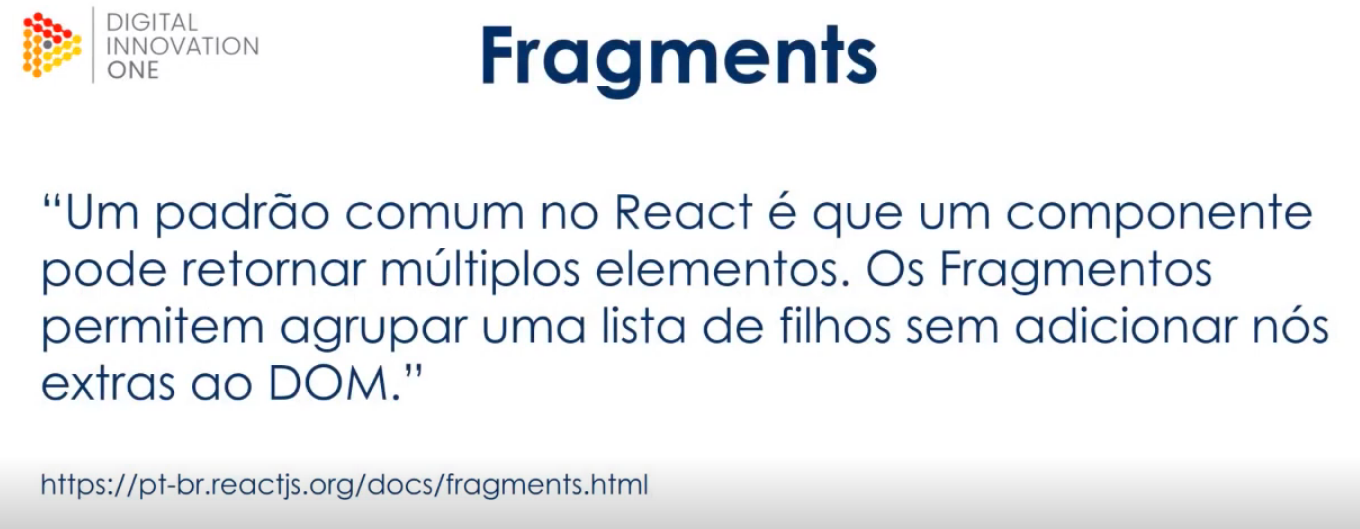 DIGITAL
INNOVATION
ONE
Fragments
“Um padrão comum no React é que um componente
pode retornar múltiplos elementos. Os Fragmentos
permitem agrupar uma lista de filhos sem adicionar nós
extras ao DOM.”
https://pt-br.reactjs.org/docs/fragments.html